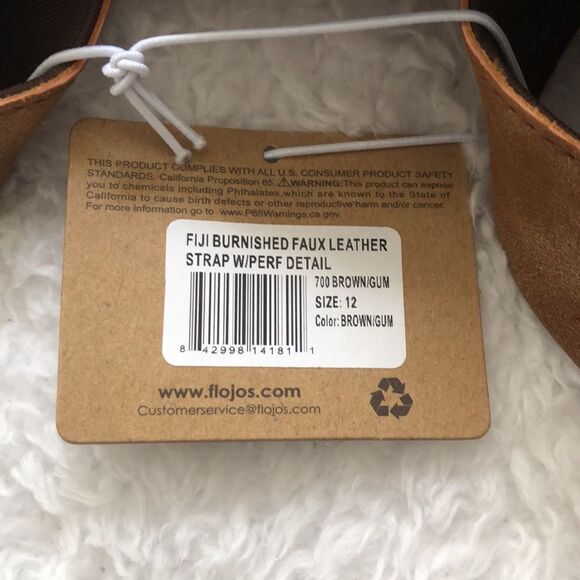 THIS PRODUCT COMPLIES WITH ALL U.S. CONSUMER PRODUCT SAFETY
STANDARDS. California Proposition 65. ⚠WARNING: This product can expose
you to chemicals including Phthalates, which are known to the State of
California to cause birth defects or other reproductive harm and/or cancer.
For more information go to www.P65Warnings.ca.gov.
FIJI BURNISHED FAUX LEATHER
STRAP W/PERF DETAIL
700 BROWN/GUM
SIZE: 12
Color: BROWN/GUM
8 42998 14181 1
www.flojos.com
Customerservice@flojos.com